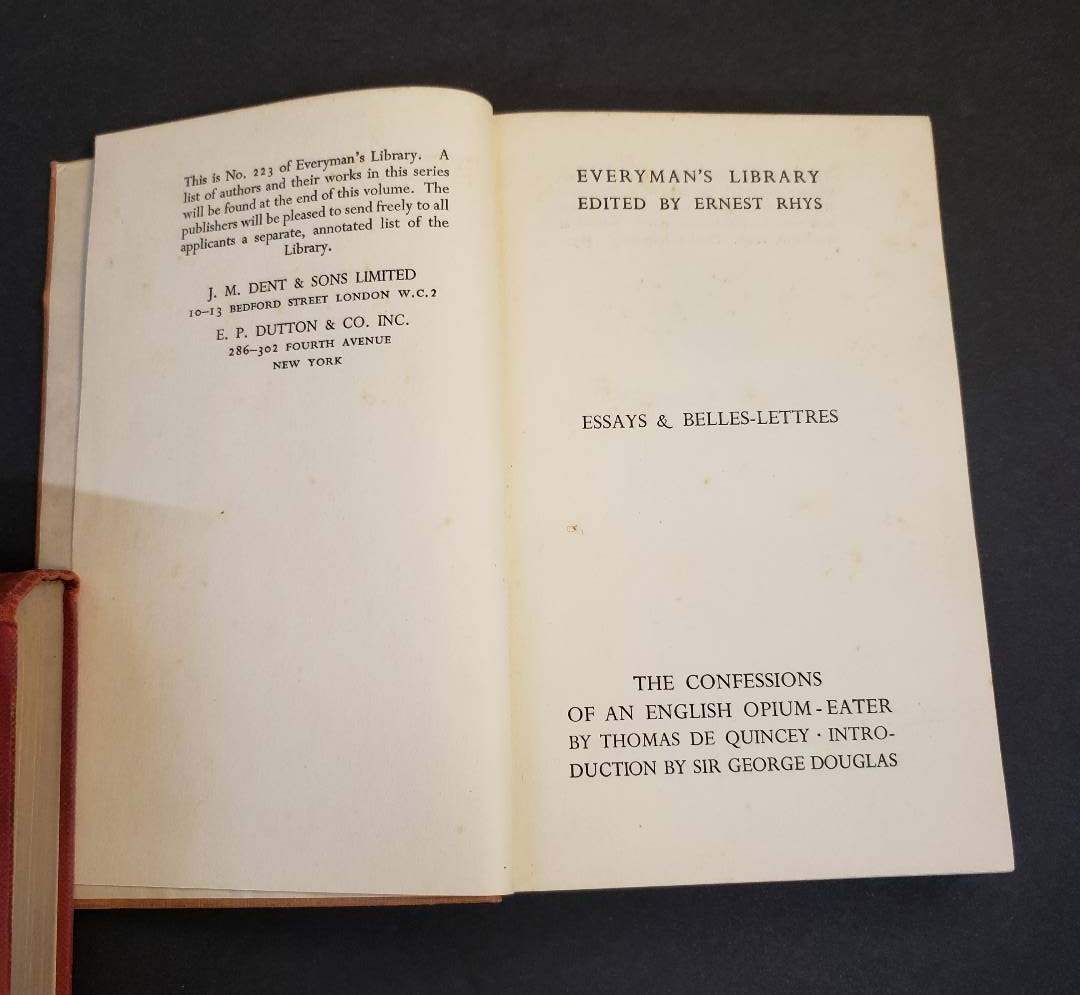 This is No. 223 of Everyman's Library. A
list of authors and their works in this series
will be found at the end of this volume. The
publishers will be pleased to send freely to all
applicants a separate, annotated list of the
Library.
J. M. DENT & SONS LIMITED
10–13 BEDFORD STREET LONDON W.C.2
E. P. DUTTON & CO. INC.
286–302 FOURTH AVENUE
NEW YORK
EVERYMAN'S LIBRARY
EDITED BY ERNEST RHYS
ESSAYS & BELLES-LETTRES
THE CONFESSIONS
OF AN ENGLISH OPIUM-EATER
BY THOMAS DE QUINCEY · INTRO-
DUCTION BY SIR GEORGE DOUGLAS